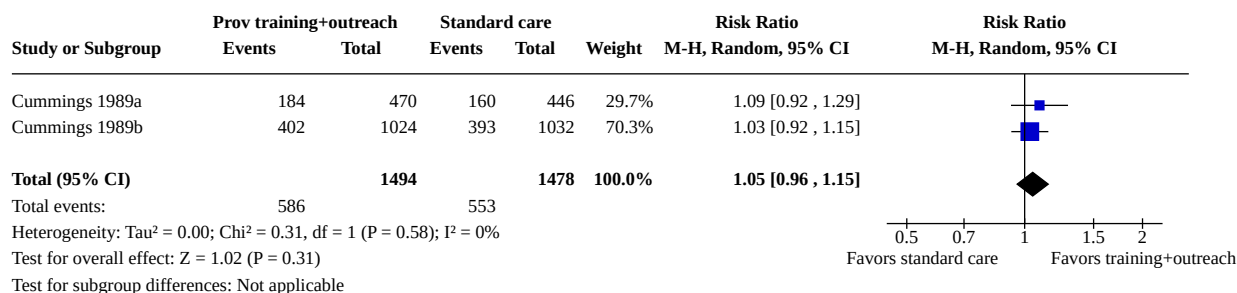 Prov training+outreach Standard care Risk Ratio Risk Ratio
Study or Subgroup Events Total Events Total Weight M-H, Random, 95% CI M-H, Random, 95% CI
Cummings 1989a 184 470 160 446 29.7% 1.09 [0.92 , 1.29]
Cummings 1989b 402 1024 393 1032 70.3% 1.03 [0.92 , 1.15]
Total (95% CI) 1494 1478 100.0% 1.05 [0.96 , 1.15]
Total events: 586 553
Heterogeneity: Tau² = 0.00; Chi² = 0.31, df = 1 (P = 0.58); I² = 0%
0.5 0.7 1 1.5 2
Test for overall effect: Z = 1.02 (P = 0.31) Favors standard care Favors training+outreach
Test for subgroup differences: Not applicable